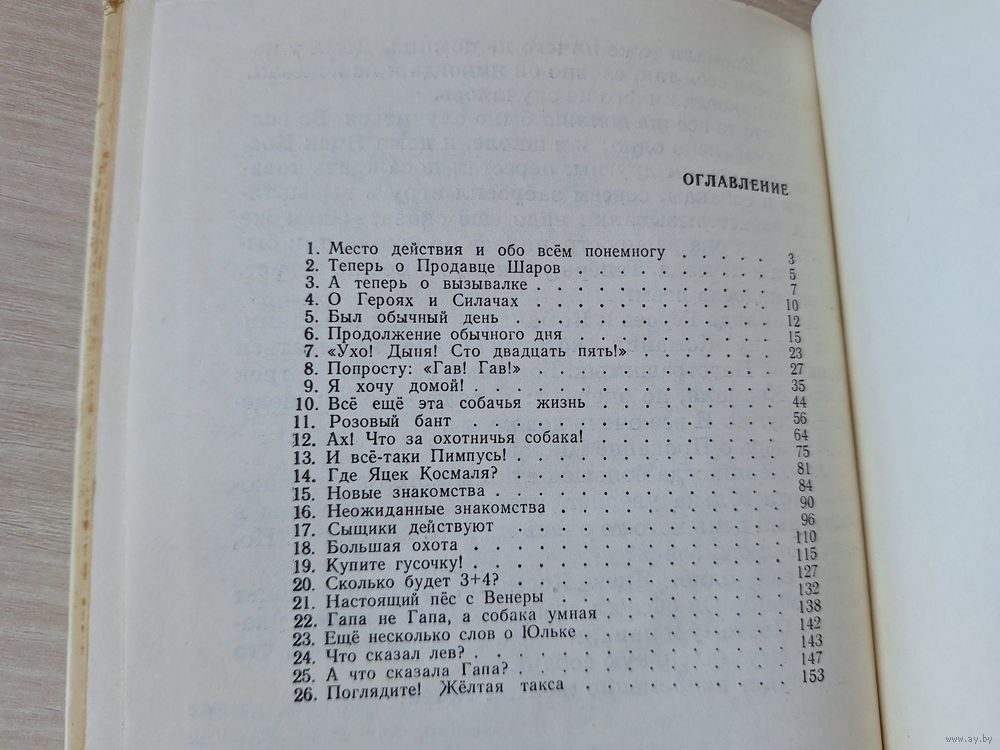 ОГЛАВЛЕНИЕ
1. Место действия и обо всём понемногу . . . . . 3
2. Теперь о Продавце Шаров . . . . . . . . . 5
3. А теперь о вызывалке . . . . . . . . . . 7
4. О Героях и Силачах . . . . . . . . . . 10
5. Был обычный день . . . . . . . . . . . 12
6. Продолжение обычного дня . . . . . . . . . 15
7. «Ухо! Дыня! Сто двадцать пять!» . . . . . . . 23
8. Попросту: «Гав! Гав!» . . . . . . . . . . 27
9. Я хочу домой! . . . . . . . . . . . . 35
10. Всё ещё эта собачья жизнь . . . . . . . . 44
11. Розовый бант . . . . . . . . . . . . 56
12. Ах! Что за охотничья собака! . . . . . . . . 64
13. И всё-таки Пимпусь! . . . . . . . . . . 75
14. Где Яцек Космаля? . . . . . . . . . . . 81
15. Новые знакомства . . . . . . . . . . . 84
16. Неожиданные знакомства . . . . . . . . . 90
17. Сыщики действуют . . . . . . . . . . . 96
18. Большая охота . . . . . . . . . . . . 110
19. Купите гусочку! . . . . . . . . . . . . 115
20. Сколько будет 3+4? . . . . . . . . . . . 127
21. Настоящий пёс с Венеры . . . . . . . . . 132
22. Гапа не Гапа, а собака умная . . . . . . . . 138
23. Ещё несколько слов о Юльке . . . . . . . . 142
24. Что сказал лев? . . . . . . . . . . . . 143
25. А что сказала Гапа? . . . . . . . . . . . 147
26. Поглядите! Жёлтая такса . . . . . . . . . 153
www.ay.by